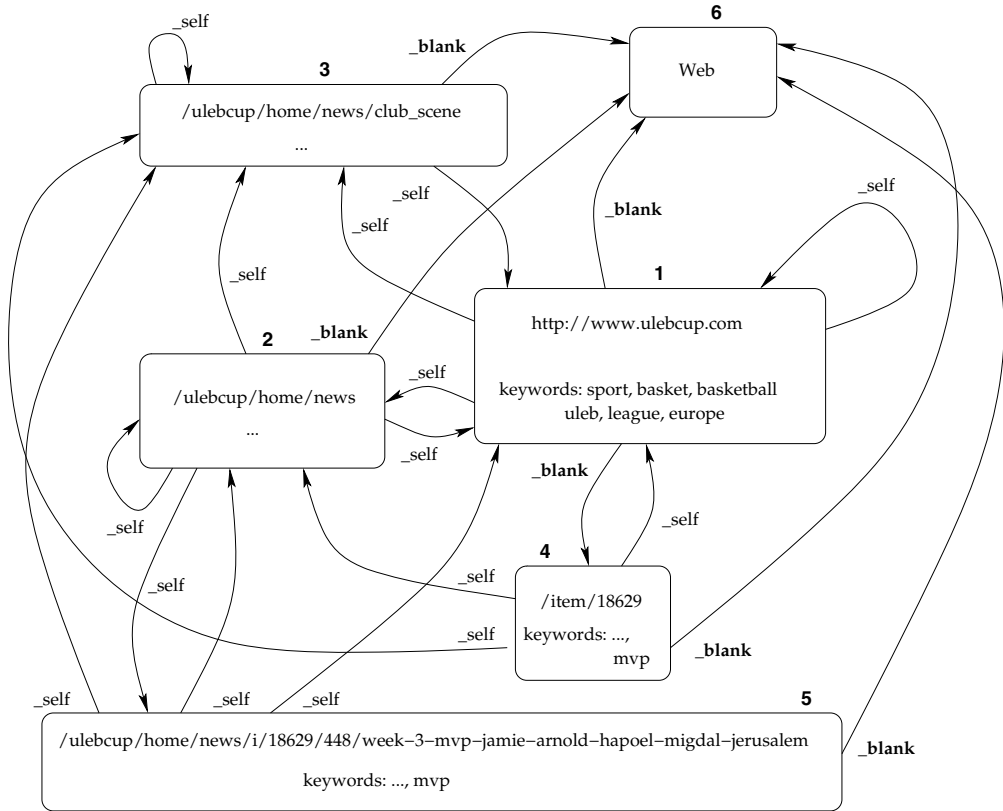 6
_self
_blank
3
Web
/ulebcup/home/news/club_scene
...
_self
_self
_self
_blank
_self
1
_self
http://www.ulebcup.com
keywords: sport, basket, basketball
uleb, league, europe
_blank
2
/ulebcup/home/news
...
_self
_self
_self
_blank
_self
4
_self
_self
/item/18629
keywords: ...,
mvp
_self
_blank
_self
_self
_self
5
/ulebcup/home/news/i/18629/448/week−3−mvp−jamie−arnold−hapoel−migdal−jerusalem
keywords: ..., mvp
_blank